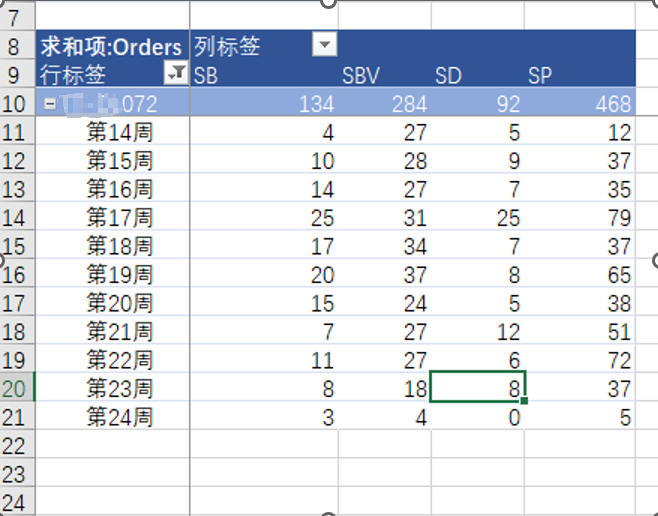 7
8 求和项:Orders 列标签
9 行标签 SB SBV SD SP
10 072 134 284 92 468
11 第14周 4 27 5 12
12 第15周 10 28 9 37
13 第16周 14 27 7 35
14 第17周 25 31 25 79
15 第18周 17 34 7 37
16 第19周 20 37 8 65
17 第20周 15 24 5 38
18 第21周 7 27 12 51
19 第22周 11 27 6 72
20 第23周 8 18 8 37
21 第24周 3 4 0 5
22
23
24